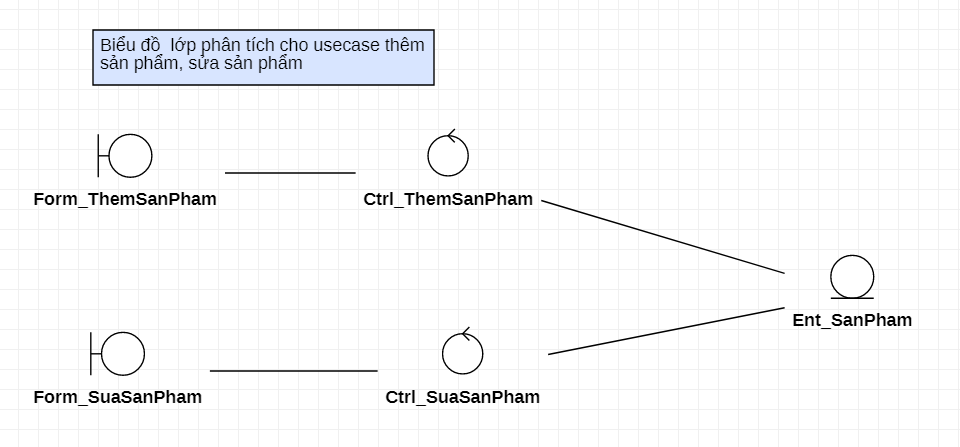 Biểu đồ lớp phân tích cho usecase thêm
sản phẩm, sửa sản phẩm
Form_ThemSanPham
Ctrl_ThemSanPham
Ent_SanPham
Form_SuaSanPham
Ctrl_SuaSanPham